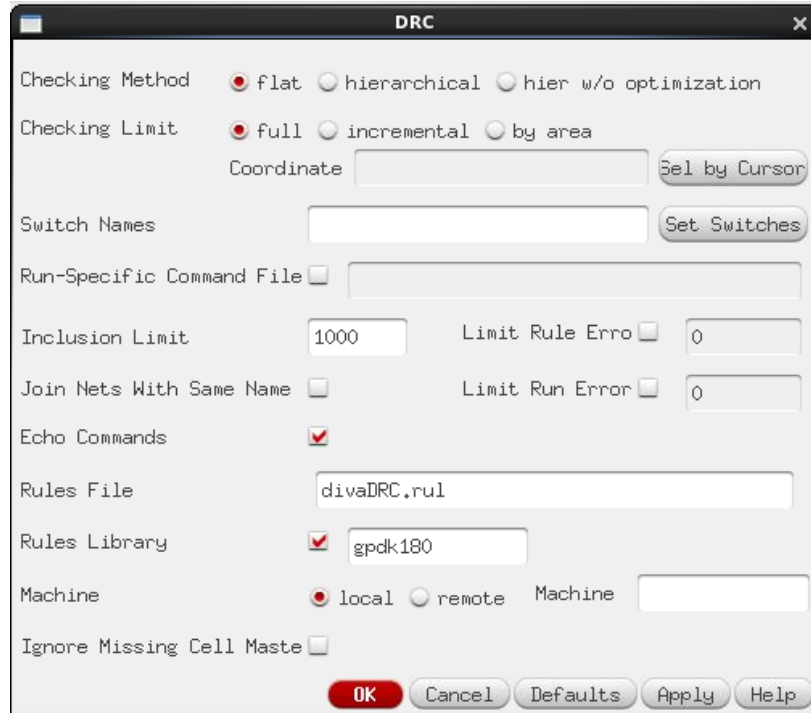 DRC
Checking Method flat hierarchical hier w/o optimization
Checking Limit full incremental by area
Coordinate Sel by Cursor
Switch Names Set Switches
Run-Specific Command File
Inclusion Limit 1000 Limit Rule Erro 0
Join Nets With Same Name Limit Run Error 0
Echo Commands
Rules File divaDRC.rul
Rules Library gpdk180
Machine local remote Machine
Ignore Missing Cell Maste
OK Cancel Defaults Apply Help